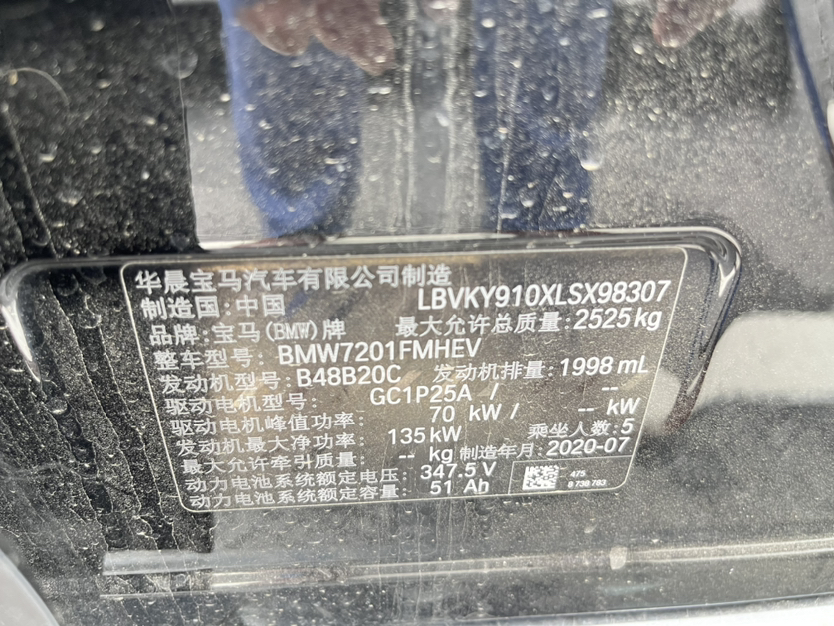 华晨宝马汽车有限公司制造
制造国:中国 LBVKY910XLSX98307
品牌:宝马(BMW)牌 最大允许总质量:2525kg
整车型号: BMW7201FMHEV
发动机型号: B48B20C 发动机排量:1998 mL
驱动电机型号: GC1P25A / --
驱动电机峰值功率: 70 kW / -- kW
发动机最大净功率: 135 kW 乘坐人数:5
最大允许牵引质量: -- kg 制造年月:2020-07
动力电池系统额定电压: 347.5 V
动力电池系统额定容量: 51 Ah
475
8 738 783